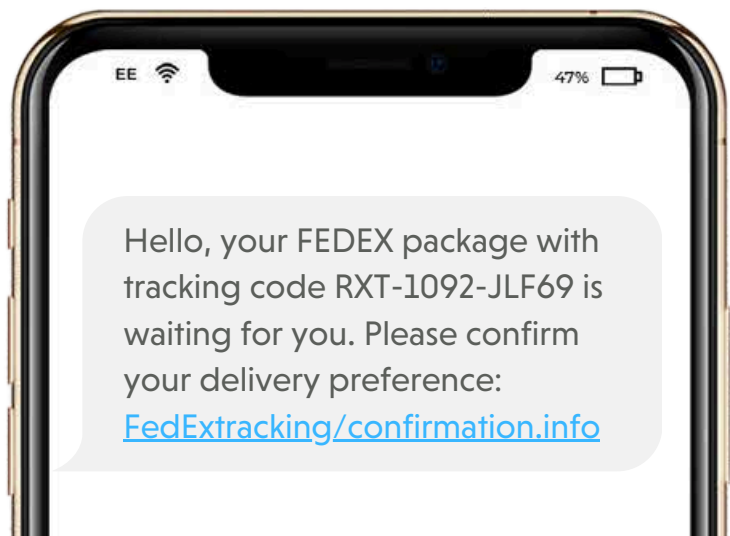 EE
47%
Hello, your FEDEX package with
tracking code RXT-1092-JLF69 is
waiting for you. Please confirm
your delivery preference:
FedExtracking/confirmation.info